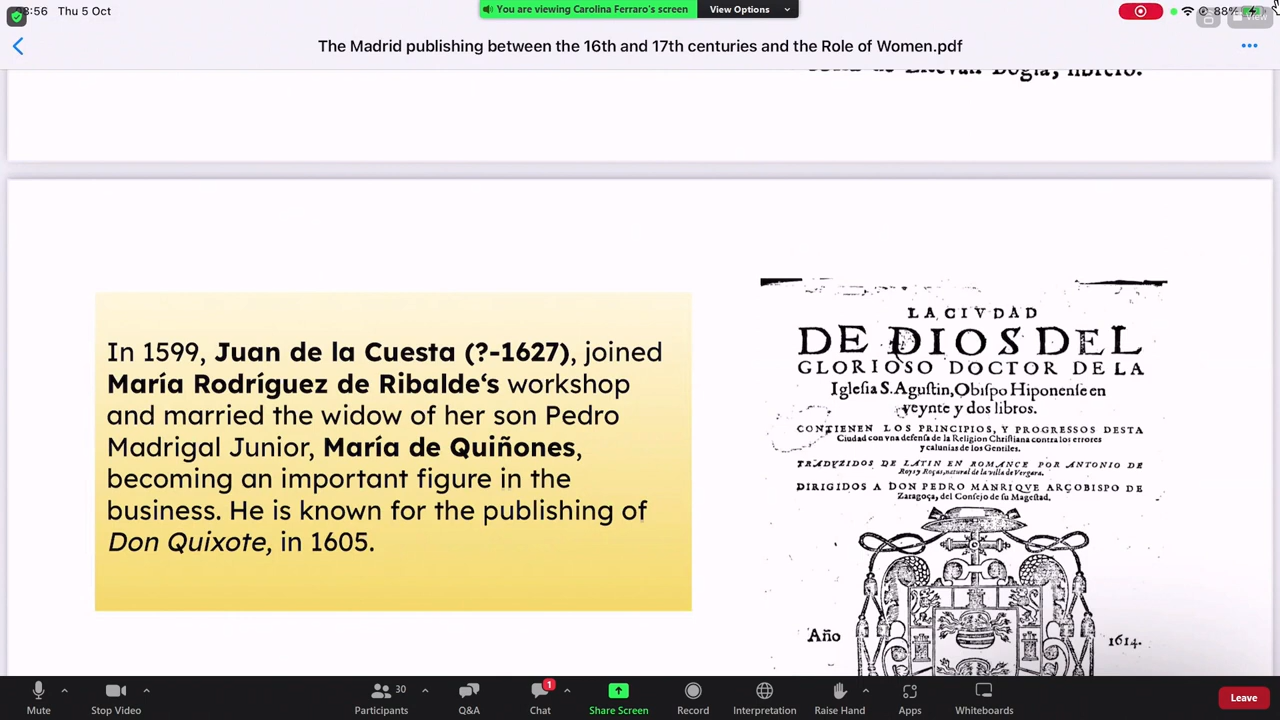 :56 Thu 5 Oct
You are viewing Carolina Ferraro's screen
View Options
88%
View
The Madrid publishing between the 16th and 17th centuries and the Role of Women.pdf
In 1599, Juan de la Cuesta (?-1627), joined
María Rodríguez de Ribalde‘s workshop
and married the widow of her son Pedro
Madrigal Junior, María de Quiñones,
becoming an important figure in the
business. He is known for the publishing of
Don Quixote, in 1605.
LA CIVDAD
DE DIOS DEL
GLORIOSO DOCTOR DE LA
Iglesia S. Agustin, Obispo Hiponense en
veynte y dos libros.
CONTIENEN LOS PRINCIPIOS, Y PROGRESSOS DESTA
Ciudad con vna defensa de la Religion Christiana contra los errores
y calunias de los Gentiles.
TRADVZIDOS DE LATIN EN ROMANCE POR ANTONIO DE
Roys y Roças, natural de la villa de Vergara.
DIRIGIDOS A DON PEDRO MANRIQVE ARÇOBISPO DE
Zaragoça, del Consejo de su Magestad.
Año 1614.
Mute
Stop Video
Participants 30
Q&A
Chat 1
Share Screen
Record
Interpretation
Raise Hand
Apps
Whiteboards
Leave